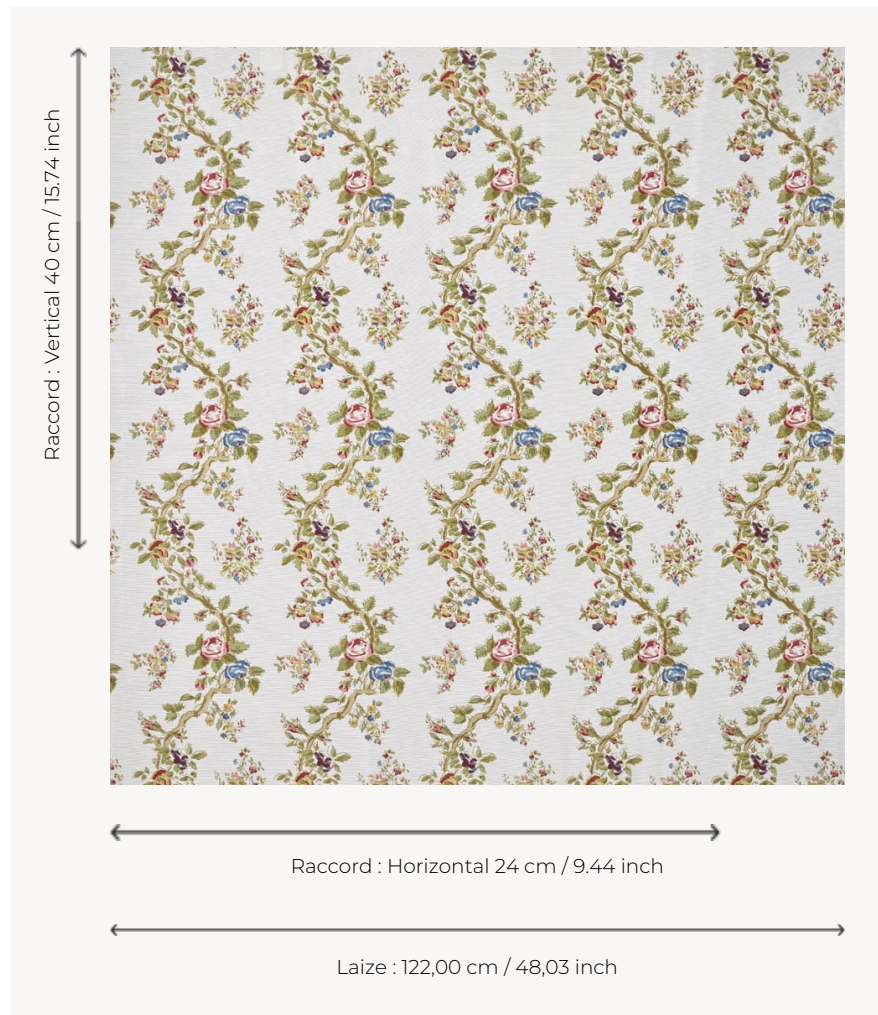 Raccord : Vertical 40 cm / 15.74 inch
Raccord : Horizontal 24 cm / 9.44 inch
Laize : 122,00 cm / 48,03 inch